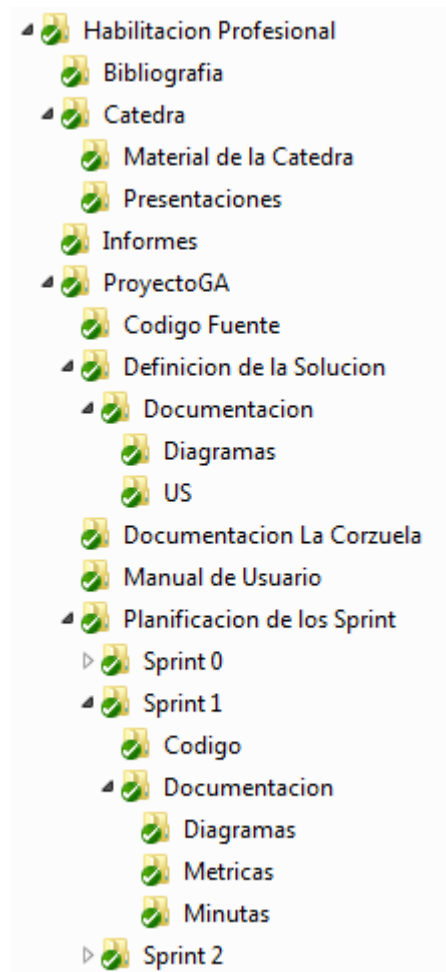 Habilitacion Profesional
Bibliografia
Catedra
Material de la Catedra
Presentaciones
Informes
ProyectoGA
Codigo Fuente
Definicion de la Solucion
Documentacion
Diagramas
US
Documentacion La Corzuela
Manual de Usuario
Planificacion de los Sprint
Sprint 0
Sprint 1
Codigo
Documentacion
Diagramas
Metricas
Minutas
Sprint 2